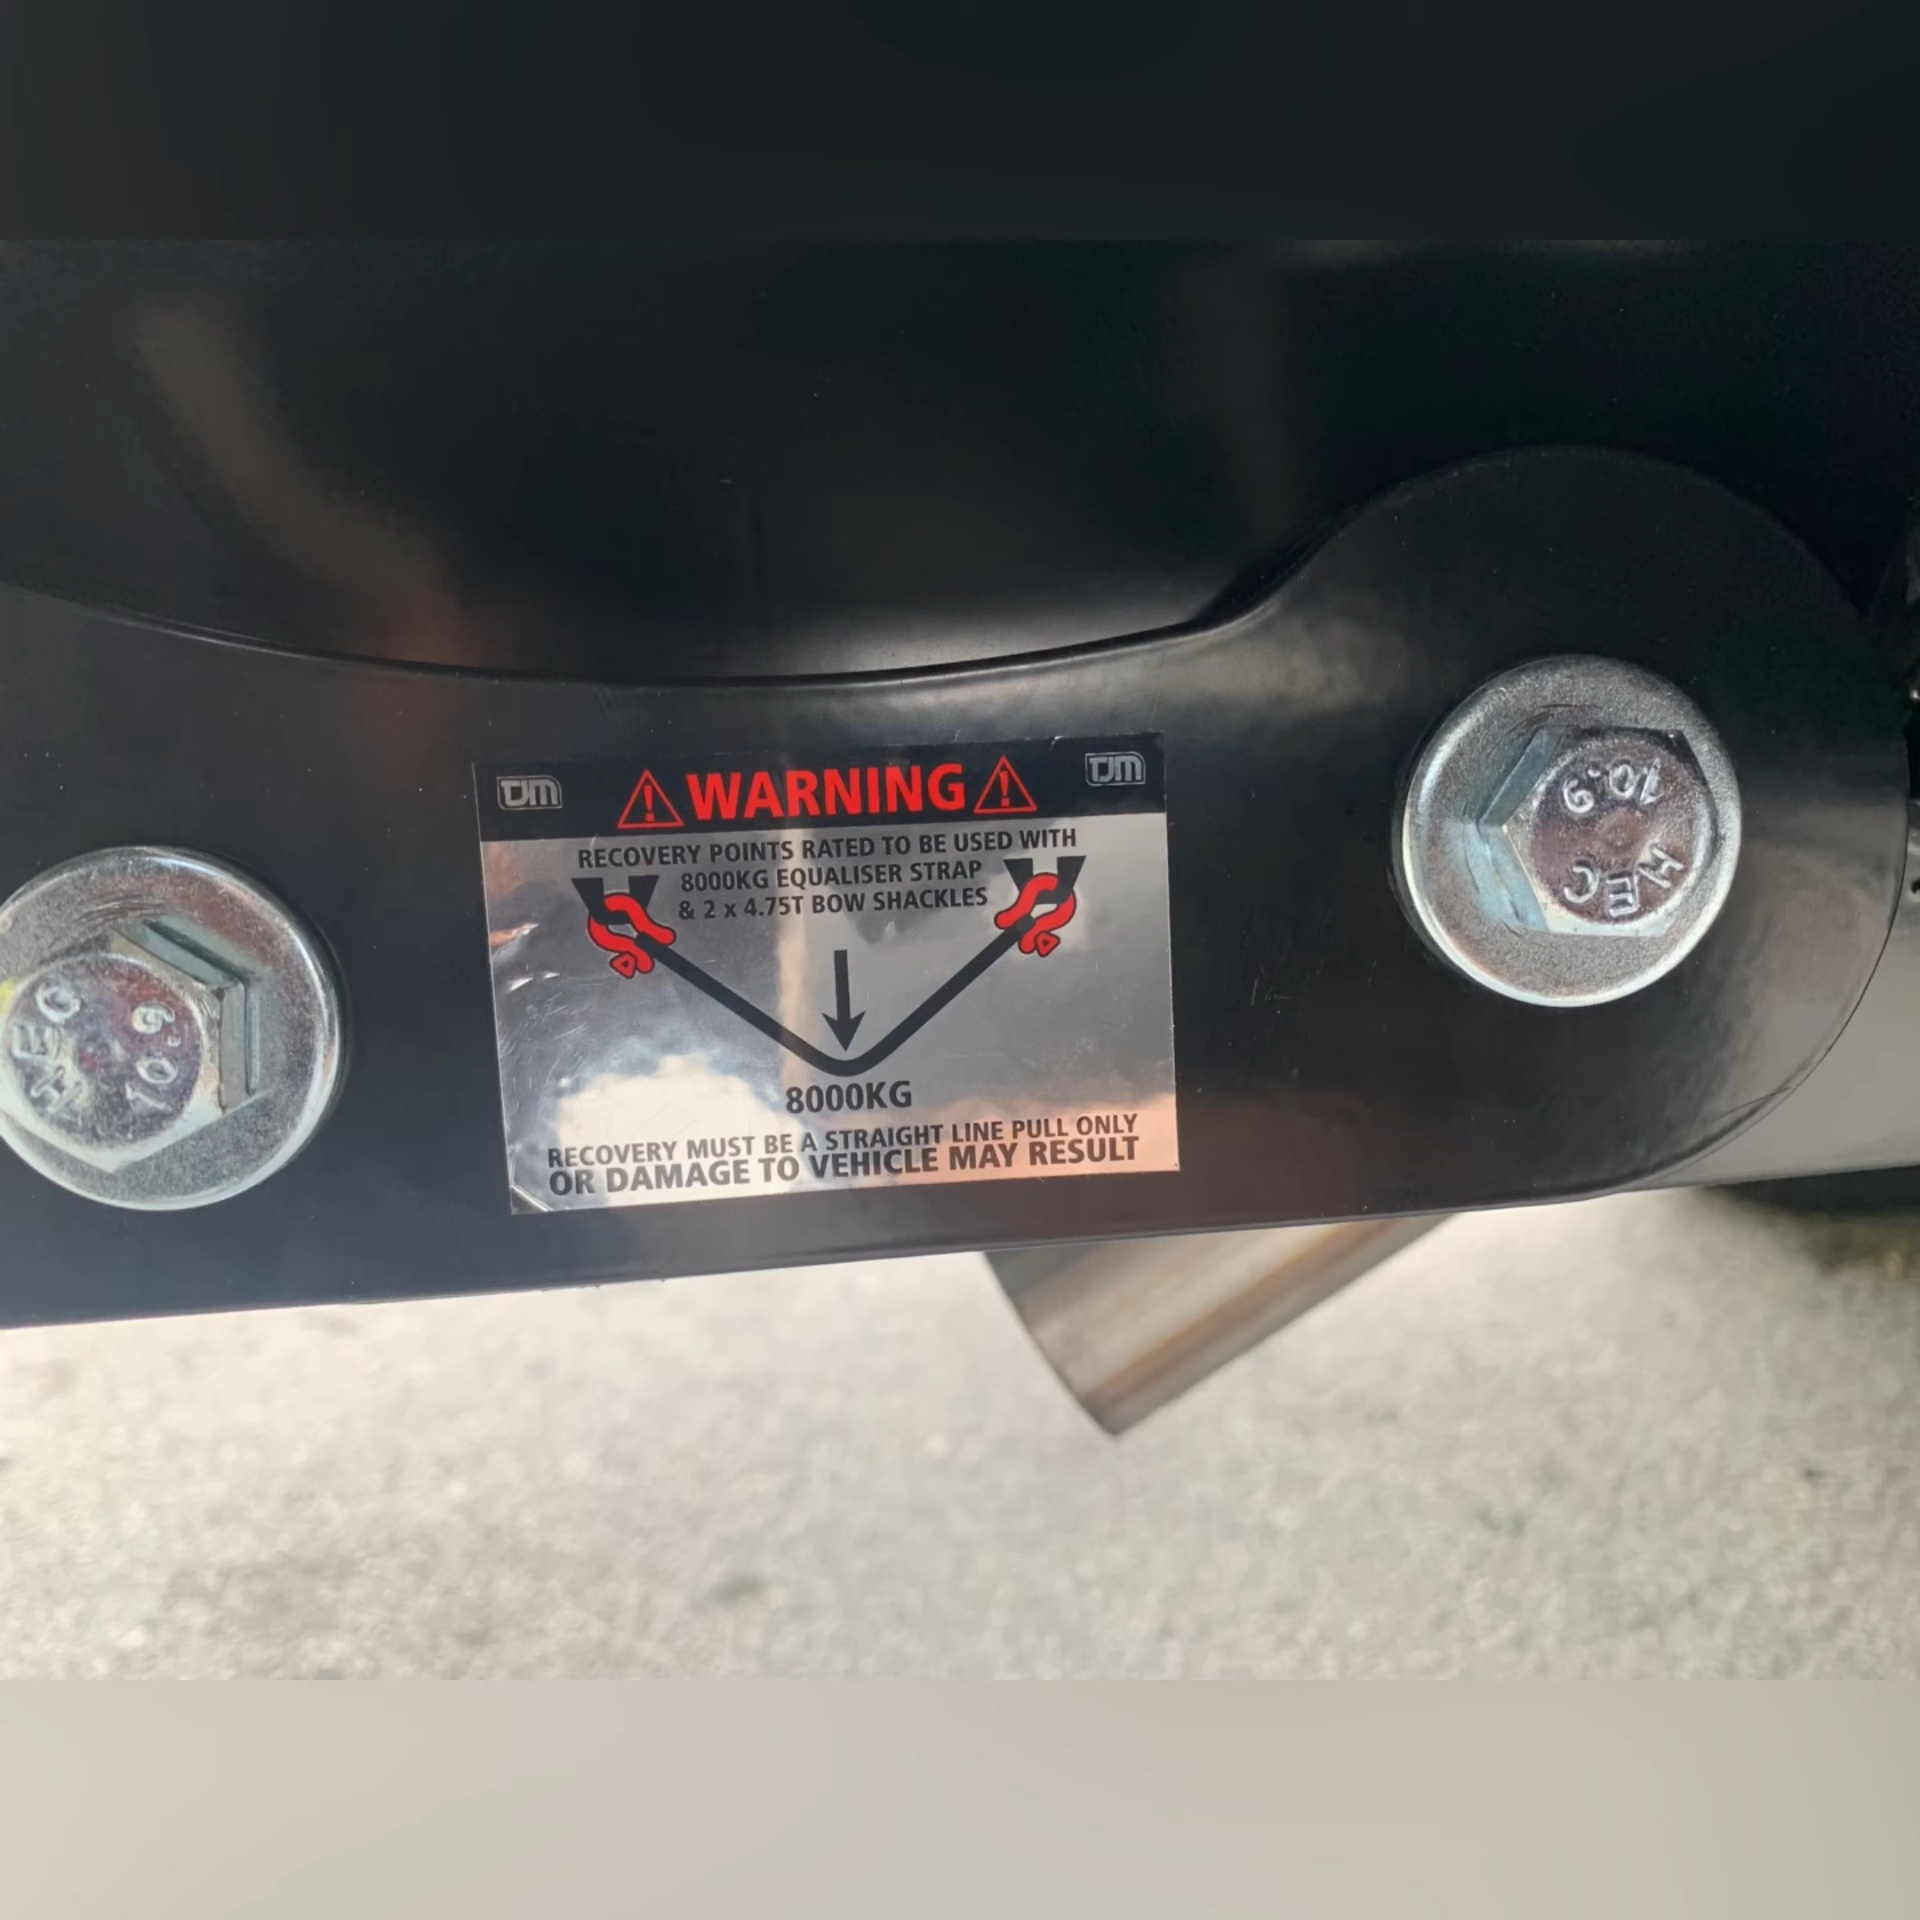 TJM WARNING TJM
RECOVERY POINTS RATED TO BE USED WITH
8000KG EQUALISER STRAP
& 2 x 4.75T BOW SHACKLES
8000KG
RECOVERY MUST BE A STRAIGHT LINE PULL ONLY
OR DAMAGE TO VEHICLE MAY RESULT
10.9
HEC
HEC
10.9